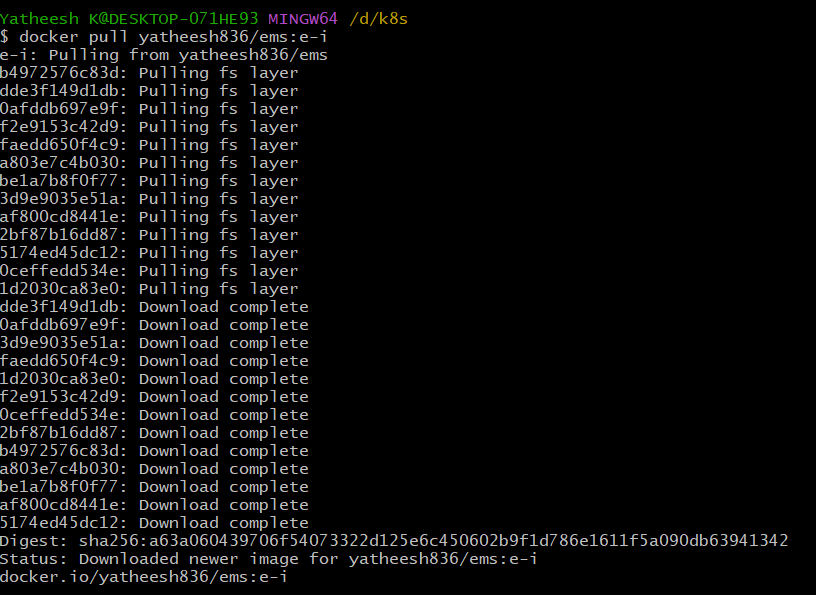 Yatheesh K@DESKTOP-071HE93 MINGW64 /d/k8s
$ docker pull yatheesh836/ems:e-i
e-i: Pulling from yatheesh836/ems
b4972576c83d: Pulling fs layer
dde3f149d1db: Pulling fs layer
0afddb697e9f: Pulling fs layer
f2e9153c42d9: Pulling fs layer
faedd650f4c9: Pulling fs layer
a803e7c4b030: Pulling fs layer
be1a7b8f0f77: Pulling fs layer
3d9e9035e51a: Pulling fs layer
af800cd8441e: Pulling fs layer
2bf87b16dd87: Pulling fs layer
5174ed45dc12: Pulling fs layer
0ceffedd534e: Pulling fs layer
1d2030ca83e0: Pulling fs layer
dde3f149d1db: Download complete
0afddb697e9f: Download complete
3d9e9035e51a: Download complete
faedd650f4c9: Download complete
1d2030ca83e0: Download complete
f2e9153c42d9: Download complete
0ceffedd534e: Download complete
2bf87b16dd87: Download complete
b4972576c83d: Download complete
a803e7c4b030: Download complete
be1a7b8f0f77: Download complete
af800cd8441e: Download complete
5174ed45dc12: Download complete
Digest: sha256:a63a060439706f54073322d125e6c450602b9f1d786e1611f5a090db63941342
Status: Downloaded newer image for yatheesh836/ems:e-i
docker.io/yatheesh836/ems:e-i